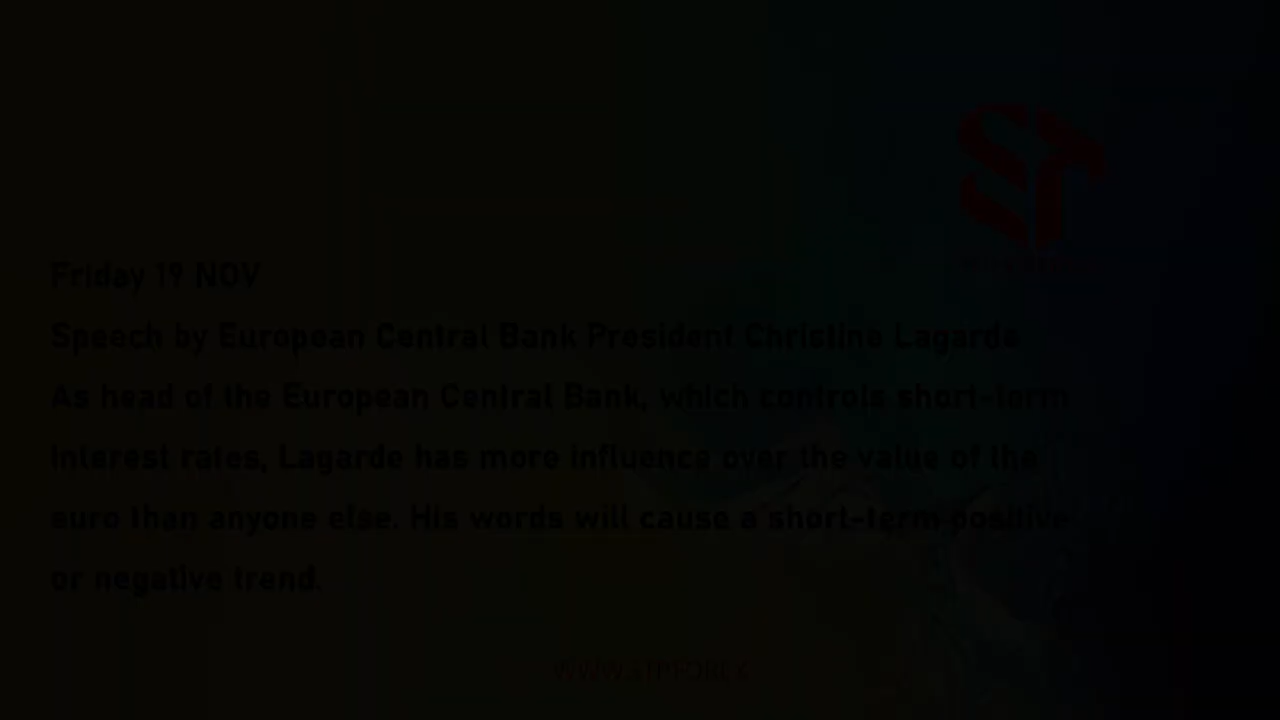 Friday 19 NOV
Speech by European Central Bank President Christine Lagarde
As head of the European Central Bank, which controls short-term
interest rates, Lagarde has more influence over the value of the
euro than anyone else. His words will cause a short-term positive
or negative trend.
WWW.STPFOREX